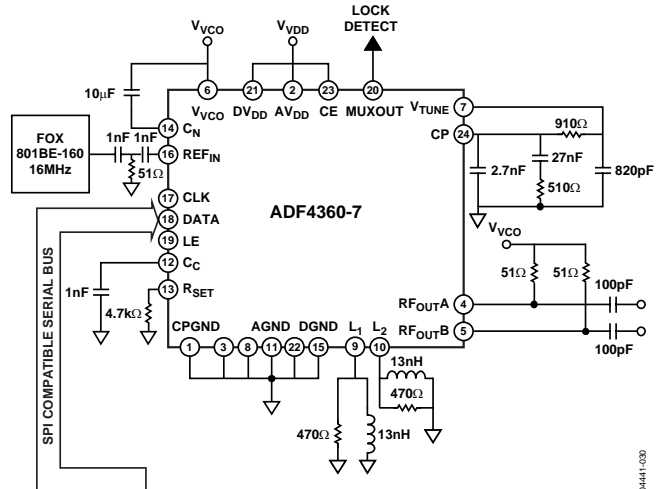 LOCK
DETECT
VVCO
VVDD
10µF
6
21
2
23
20
VVCO
DVDD
AVDD
CE
MUXOUT
VTUNE
7
CP
24
910Ω
2.7nF
27nF
510Ω
820pF
FOX
801BE-160
16MHz
1nF
1nF
51Ω
14
CN
16
REFIN
17
CLK
18
DATA
19
LE
12
CC
13
RSET
ADF4360-7
VVCO
51Ω
51Ω
100pF
RFOUTA
4
RFOUTB
5
100pF
1nF
4.7kΩ
SPI COMPATIBLE SERIAL BUS
CPGND
AGND
DGND
L1
L2
1
3
8
11
22
15
9
10
13nH
470Ω
470Ω
13nH
04441-030